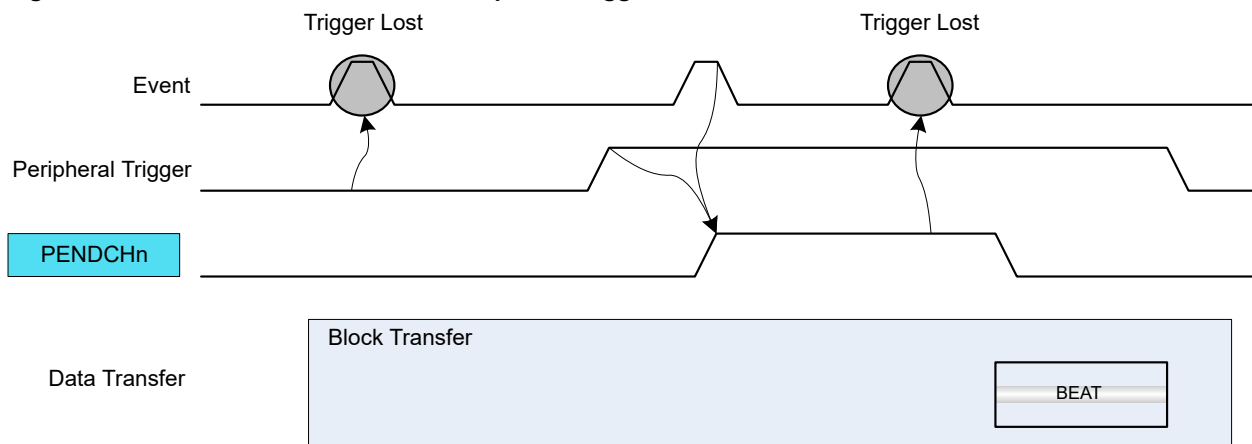 Trigger Lost
Trigger Lost
Event
Peripheral Trigger
PENDCHn
Block Transfer
Data Transfer
BEAT